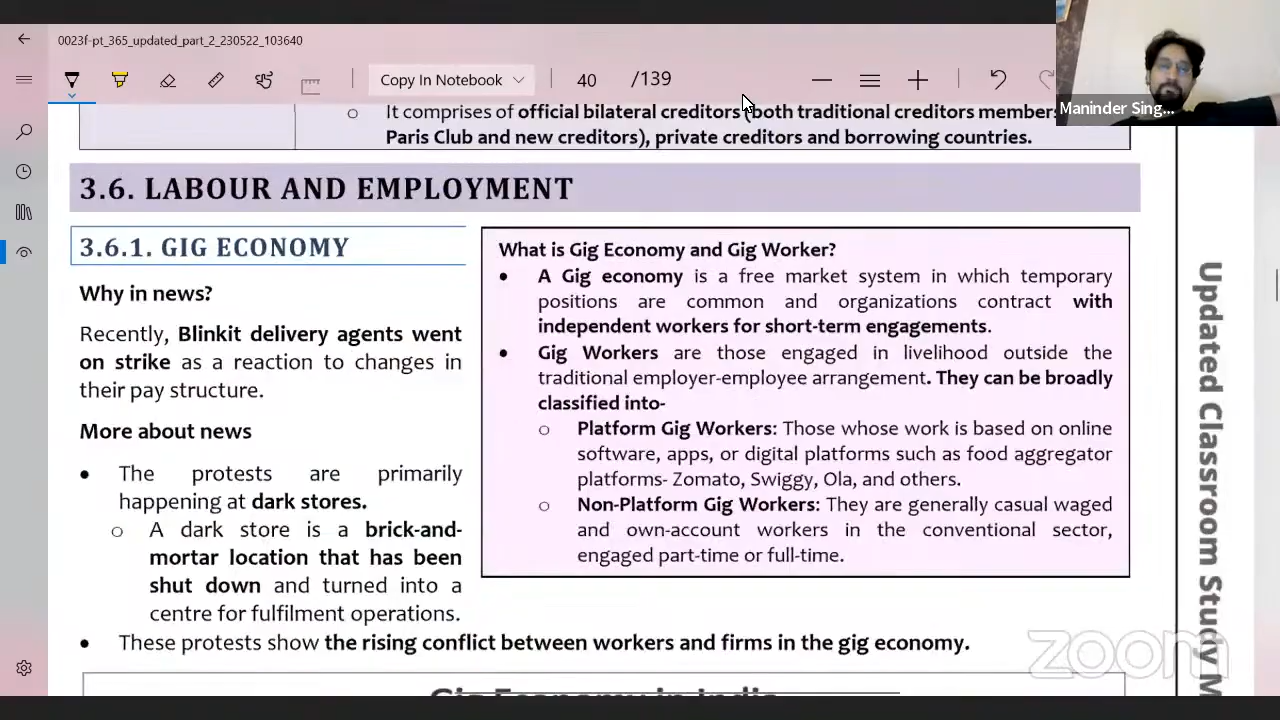 0023f-pt_365_updated_part_2_230522_103640
Copy In Notebook
40 /139
Maninder Sing...
It comprises of official bilateral creditors (both traditional creditors
Paris Club and new creditors), private creditors and borrowing countries.
3.6. LABOUR AND EMPLOYMENT
3.6.1. GIG ECONOMY
Why in news?
Recently, Blinkit delivery agents went
on strike as a reaction to changes in
their pay structure.
More about news
• The protests are primarily
happening at dark stores.
o A dark store is a brick-and-
mortar location that has been
shut down and turned into a
centre for fulfilment operations.
• These protests show the rising conflict between workers and firms in the gig economy.
What is Gig Economy and Gig Worker?
• A Gig economy is a free market system in which temporary
positions are common and organizations contract with
independent workers for short-term engagements.
• Gig Workers are those engaged in livelihood outside the
traditional employer-employee arrangement. They can be broadly
classified into-
o Platform Gig Workers: Those whose work is based on online
software, apps, or digital platforms such as food aggregator
platforms- Zomato, Swiggy, Ola, and others.
o Non-Platform Gig Workers: They are generally casual waged
and own-account workers in the conventional sector,
engaged part-time or full-time.
Gig Economy in India
Updated Classroom Study
zoom